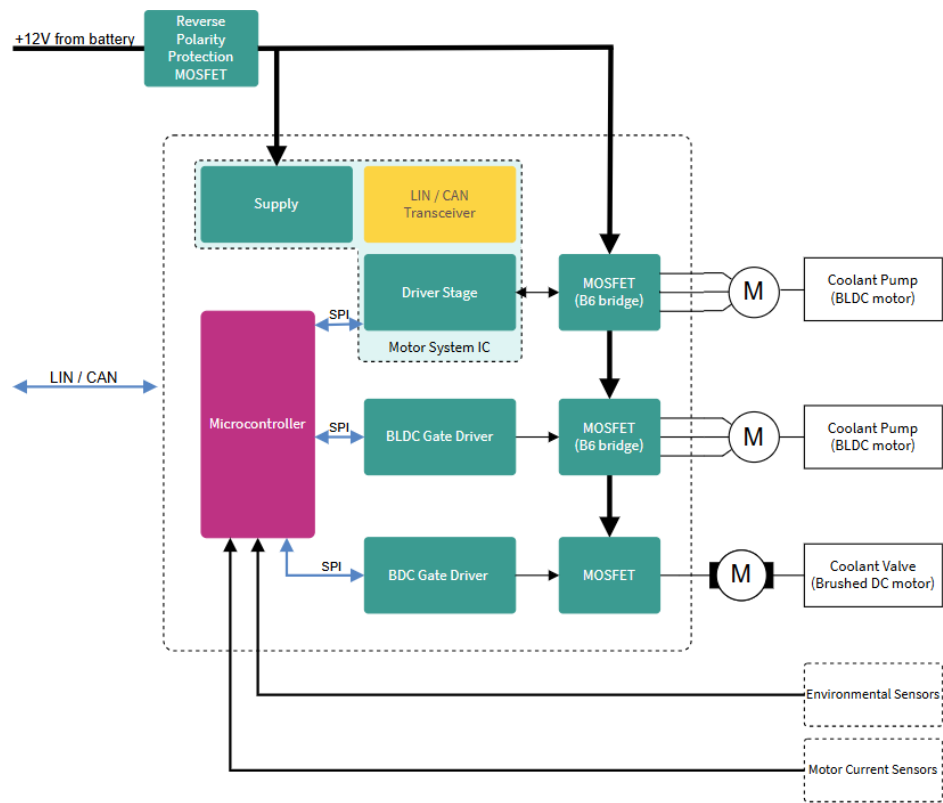 +12V from battery
Reverse
Polarity
Protection
MOSFET
Supply
LIN / CAN
Transceiver
Driver Stage
MOSFET
(B6 bridge)
M
Coolant Pump
(BLDC motor)
SPI
Motor System IC
LIN / CAN
Microcontroller
SPI
BLDC Gate Driver
MOSFET
(B6 bridge)
M
Coolant Pump
(BLDC motor)
SPI
BDC Gate Driver
MOSFET
M
Coolant Valve
(Brushed DC motor)
Environmental Sensors
Motor Current Sensors